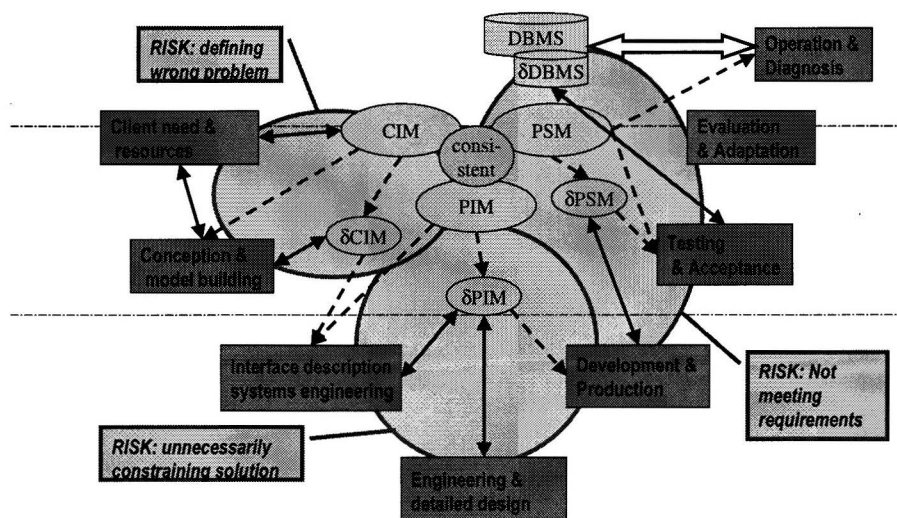 RISK: defining
wrong problem
DBMS
δDBMS
Operation &
Diagnosis
Client need &
resources
CIM
PSM
consi-
stent
Evaluation
& Adaptation
PIM
δPSM
δCIM
Conception &
model building
Testing
& Acceptance
δPIM
Interface description
systems engineering
Development &
Production
RISK: Not
meeting
requirements
RISK: unnecessarily
constraining solution
Engineering &
detailed design